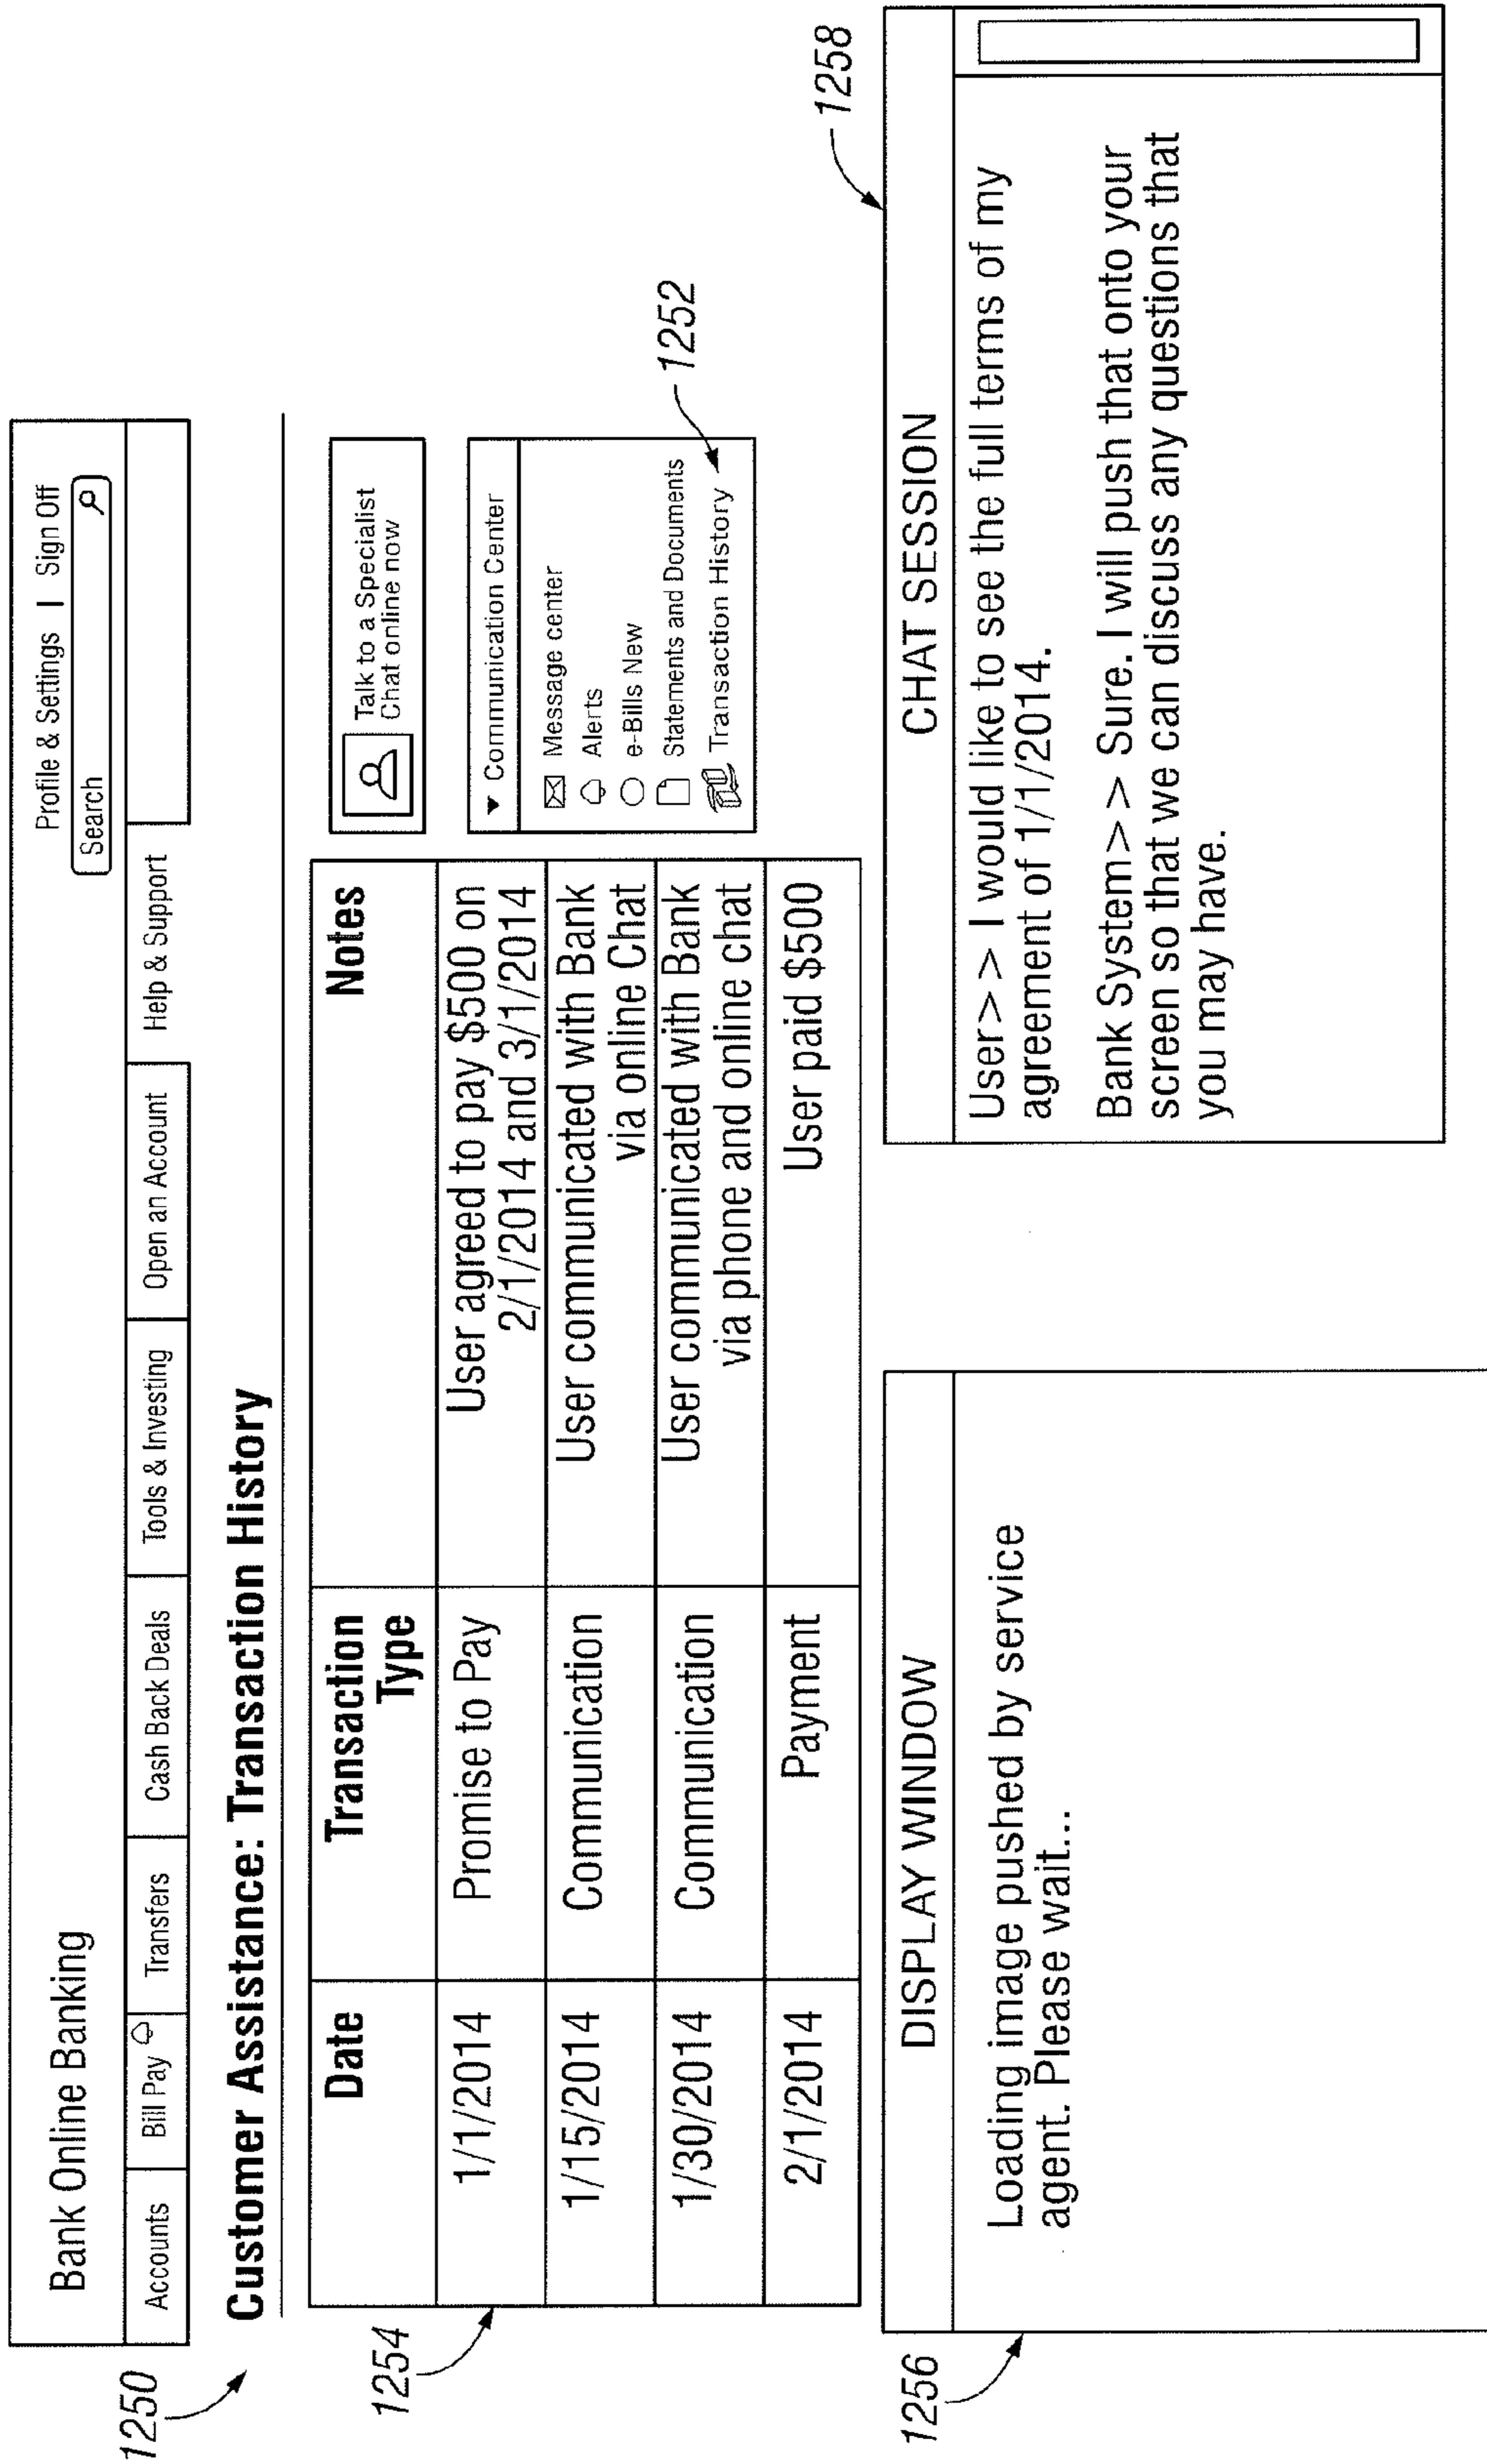 Bank Online Banking
Profile & Settings | Sign Off
Search
Accounts
Bill Pay
Transfers
Cash Back Deals
Tools & Investing
Open an Account
Help & Support
1250
Customer Assistance: Transaction History
Date
Transaction
Type
Notes
1/1/2014
Promise to Pay
User agreed to pay $500 on
2/1/2014 and 3/1/2014
1/15/2014
Communication
User communicated with Bank
via online Chat
1/30/2014
Communication
User communicated with Bank
via phone and online chat
2/1/2014
Payment
User paid $500
1254
Talk to a Specialist
Chat online now
Communication Center
Message center
Alerts
e-Bills New
Statements and Documents
Transaction History
1252
DISPLAY WINDOW
Loading image pushed by service
agent. Please wait...
1256
CHAT SESSION
User> > I would like to see the full terms of my
agreement of 1/1/2014.
Bank System> > Sure. I will push that onto your
screen so that we can discuss any questions that
you may have.
1258